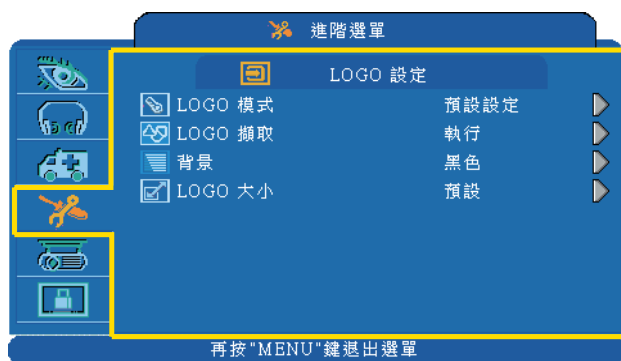 進階選單
LOGO 設定
LOGO 模式 預設設定
LOGO 擷取 執行
背景 黑色
LOGO 大小 預設
再按"MENU"鍵退出選單